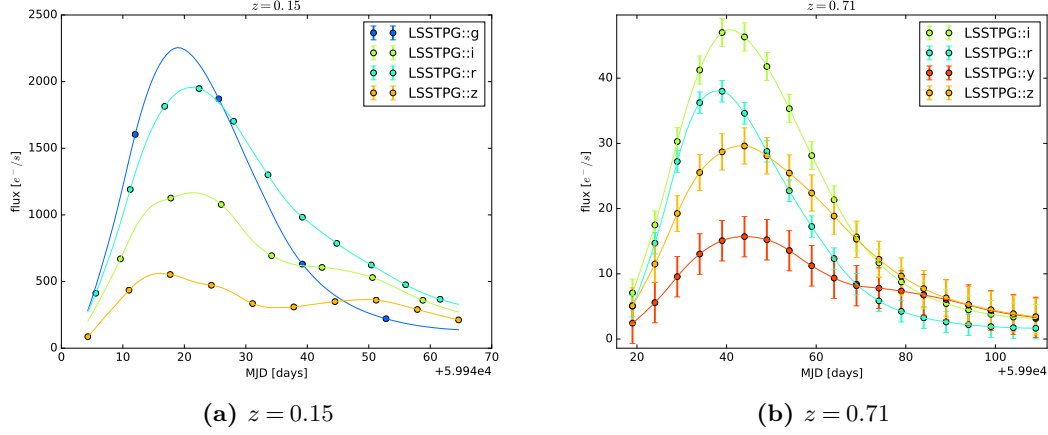 z = 0.15
2500
2000
1500
1000
500
0
flux [e⁻/s]
LSSTPG::g
LSSTPG::i
LSSTPG::r
LSSTPG::z
0 10 20 30 40 50 60 70
MJD [days]
+5.994e4
(a) z = 0.15
z = 0.71
40
30
20
10
0
flux [e⁻/s]
LSSTPG::i
LSSTPG::r
LSSTPG::y
LSSTPG::z
20 40 60 80 100
MJD [days]
+5.99e4
(b) z = 0.71